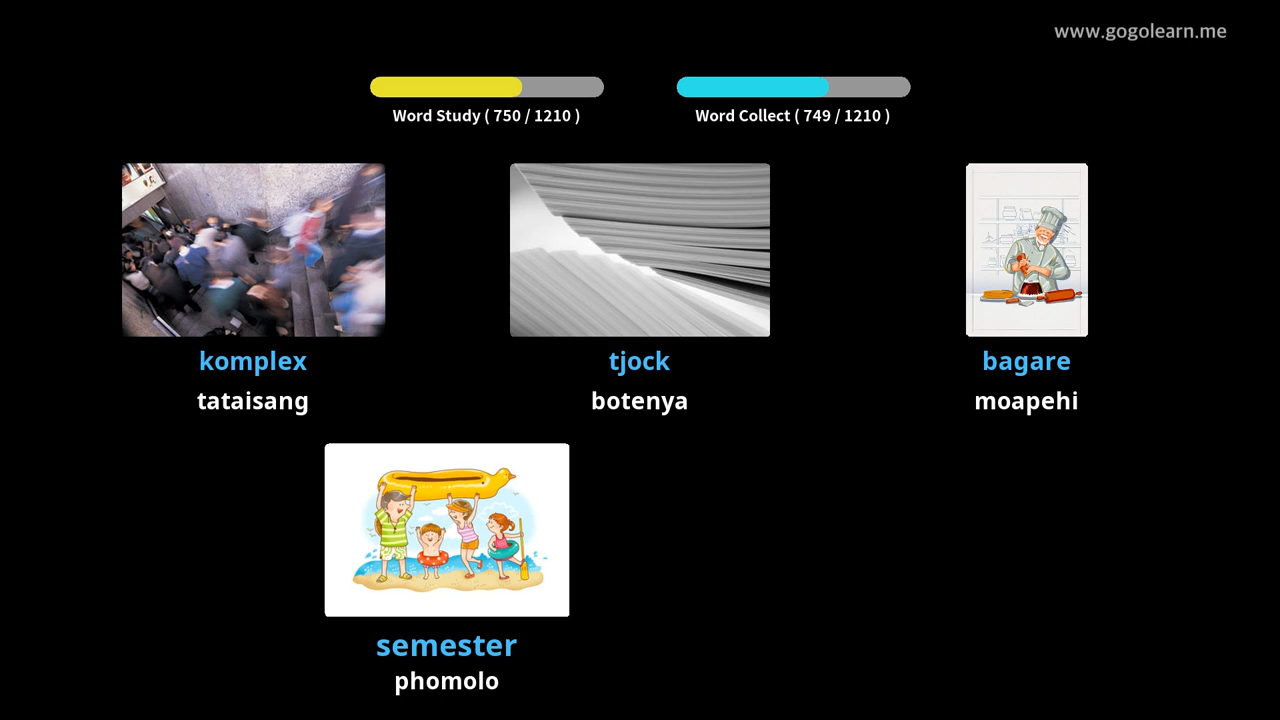 www.gogolearn.me
Word Study ( 750 / 1210 )
Word Collect ( 749 / 1210 )
komplex
tataisang
tjock
botenya
bagare
moapehi
semester
phomolo